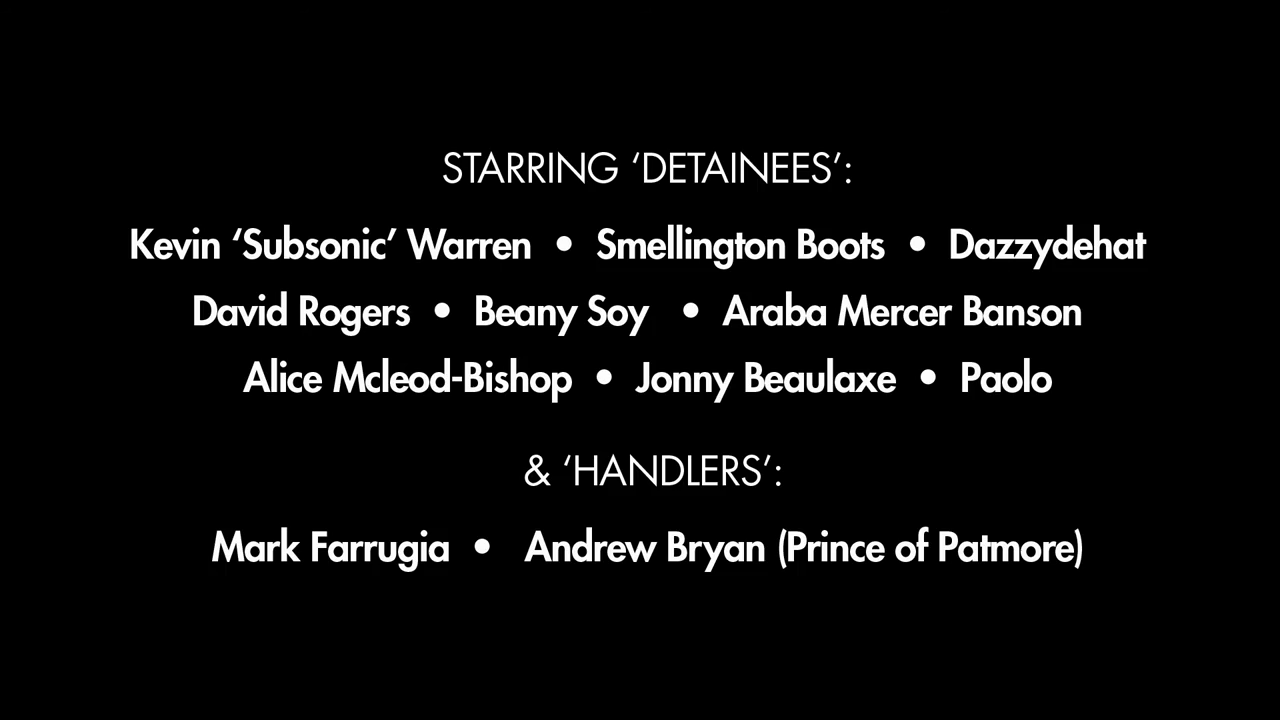 STARRING ‘DETAINEES’:
Kevin ‘Subsonic’ Warren • Smellington Boots • Dazzydehat
David Rogers • Beany Soy • Araba Mercer Banson
Alice Mcleod-Bishop • Jonny Beaulaxe • Paolo
& ‘HANDLERS’:
Mark Farrugia • Andrew Bryan (Prince of Patmore)